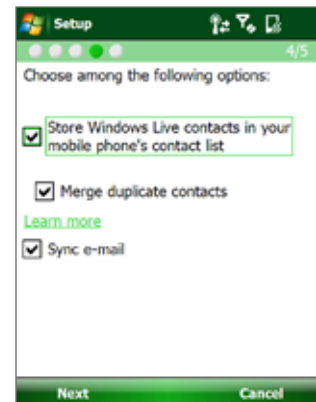 Setup
4/5
Choose among the following options:
Store Windows Live contacts in your
mobile phone's contact list
Merge duplicate contacts
Learn more
Sync e-mail
Next Cancel